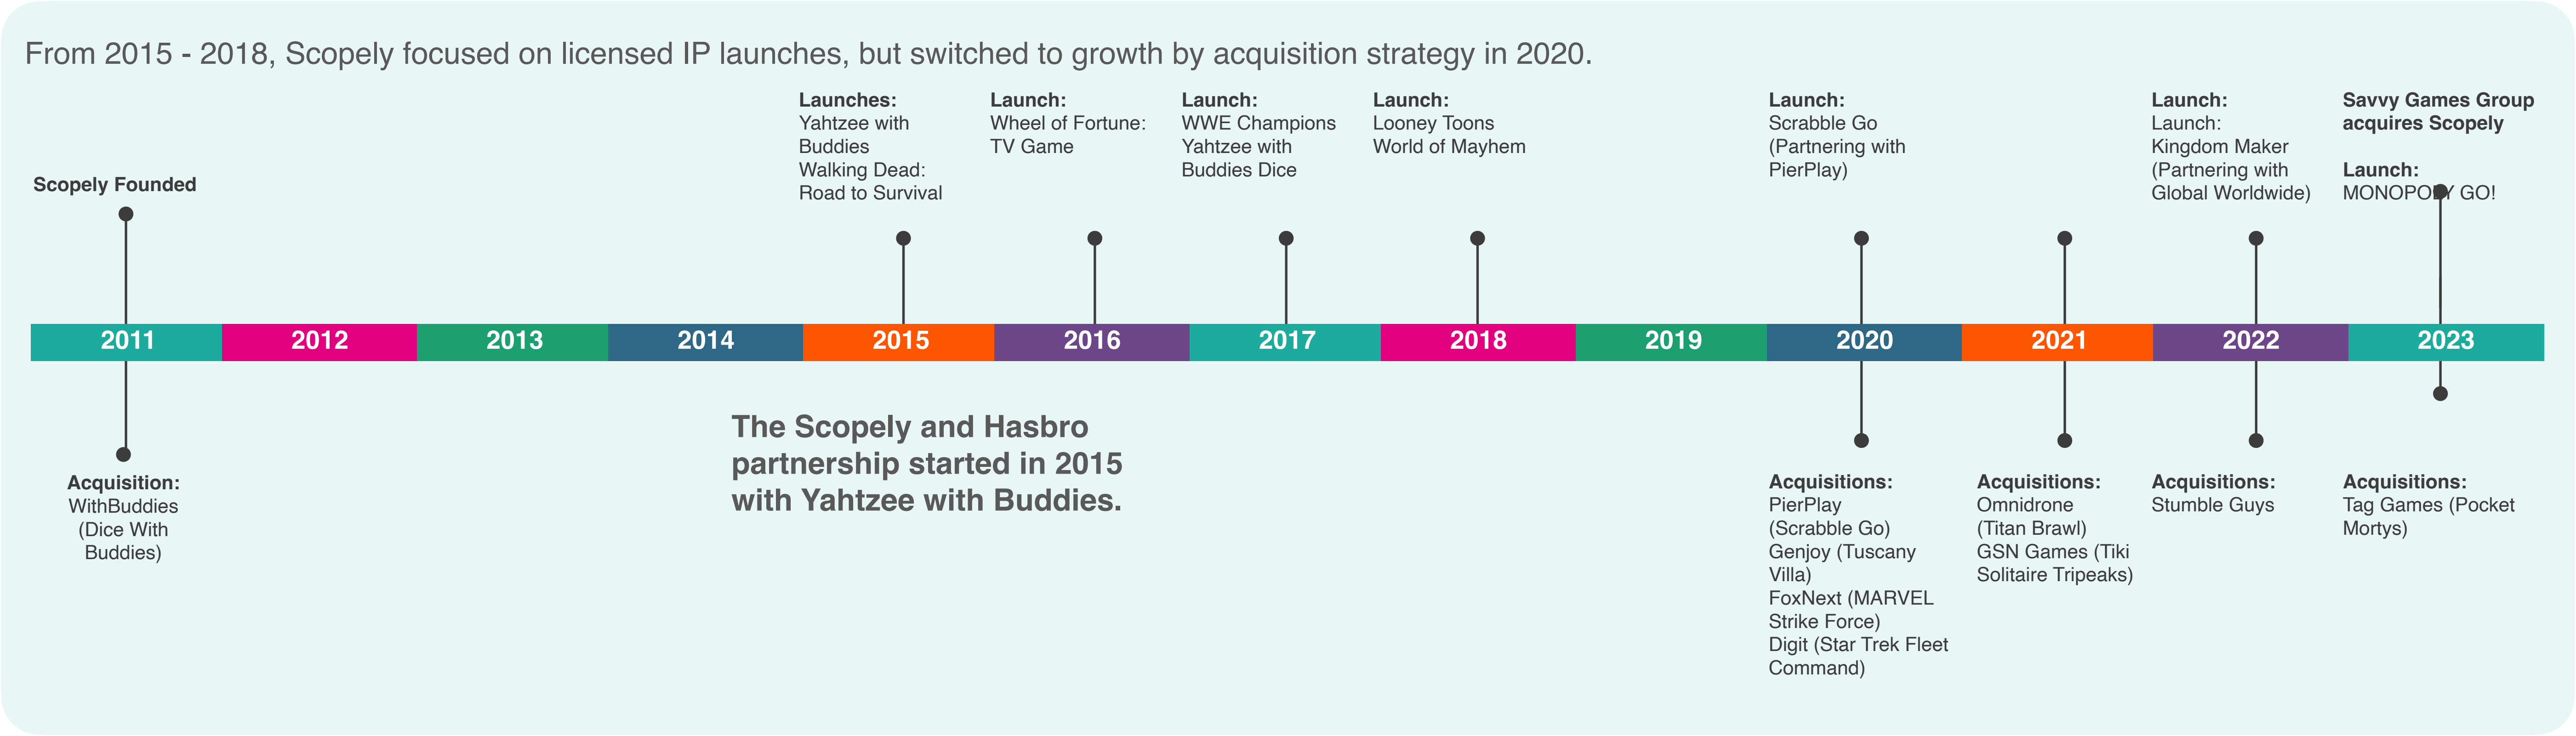 From 2015 - 2018, Scopely focused on licensed IP launches, but switched to growth by acquisition strategy in 2020.
Scopely Founded
Launches:
Yahtzee with
Buddies
Walking Dead:
Road to Survival
Launch:
Wheel of Fortune:
TV Game
Launch:
WWE Champions
Yahtzee with
Buddies Dice
Launch:
Looney Toons
World of Mayhem
Launch:
Scrabble Go
(Partnering with
PierPlay)
Launch:
Launch:
Kingdom Maker
(Partnering with
Global Worldwide)
Savvy Games Group
acquires Scopely
Launch:
MONOPOLY GO!
2011 2012 2013 2014 2015 2016 2017 2018 2019 2020 2021 2022 2023
Acquisition:
WithBuddies
(Dice With
Buddies)
The Scopely and Hasbro
partnership started in 2015
with Yahtzee with Buddies.
Acquisitions:
PierPlay
(Scrabble Go)
Genjoy (Tuscany
Villa)
FoxNext (MARVEL
Strike Force)
Digit (Star Trek Fleet
Command)
Acquisitions:
Omnidrone
(Titan Brawl)
GSN Games (Tiki
Solitaire Tripeaks)
Acquisitions:
Stumble Guys
Acquisitions:
Tag Games (Pocket
Mortys)